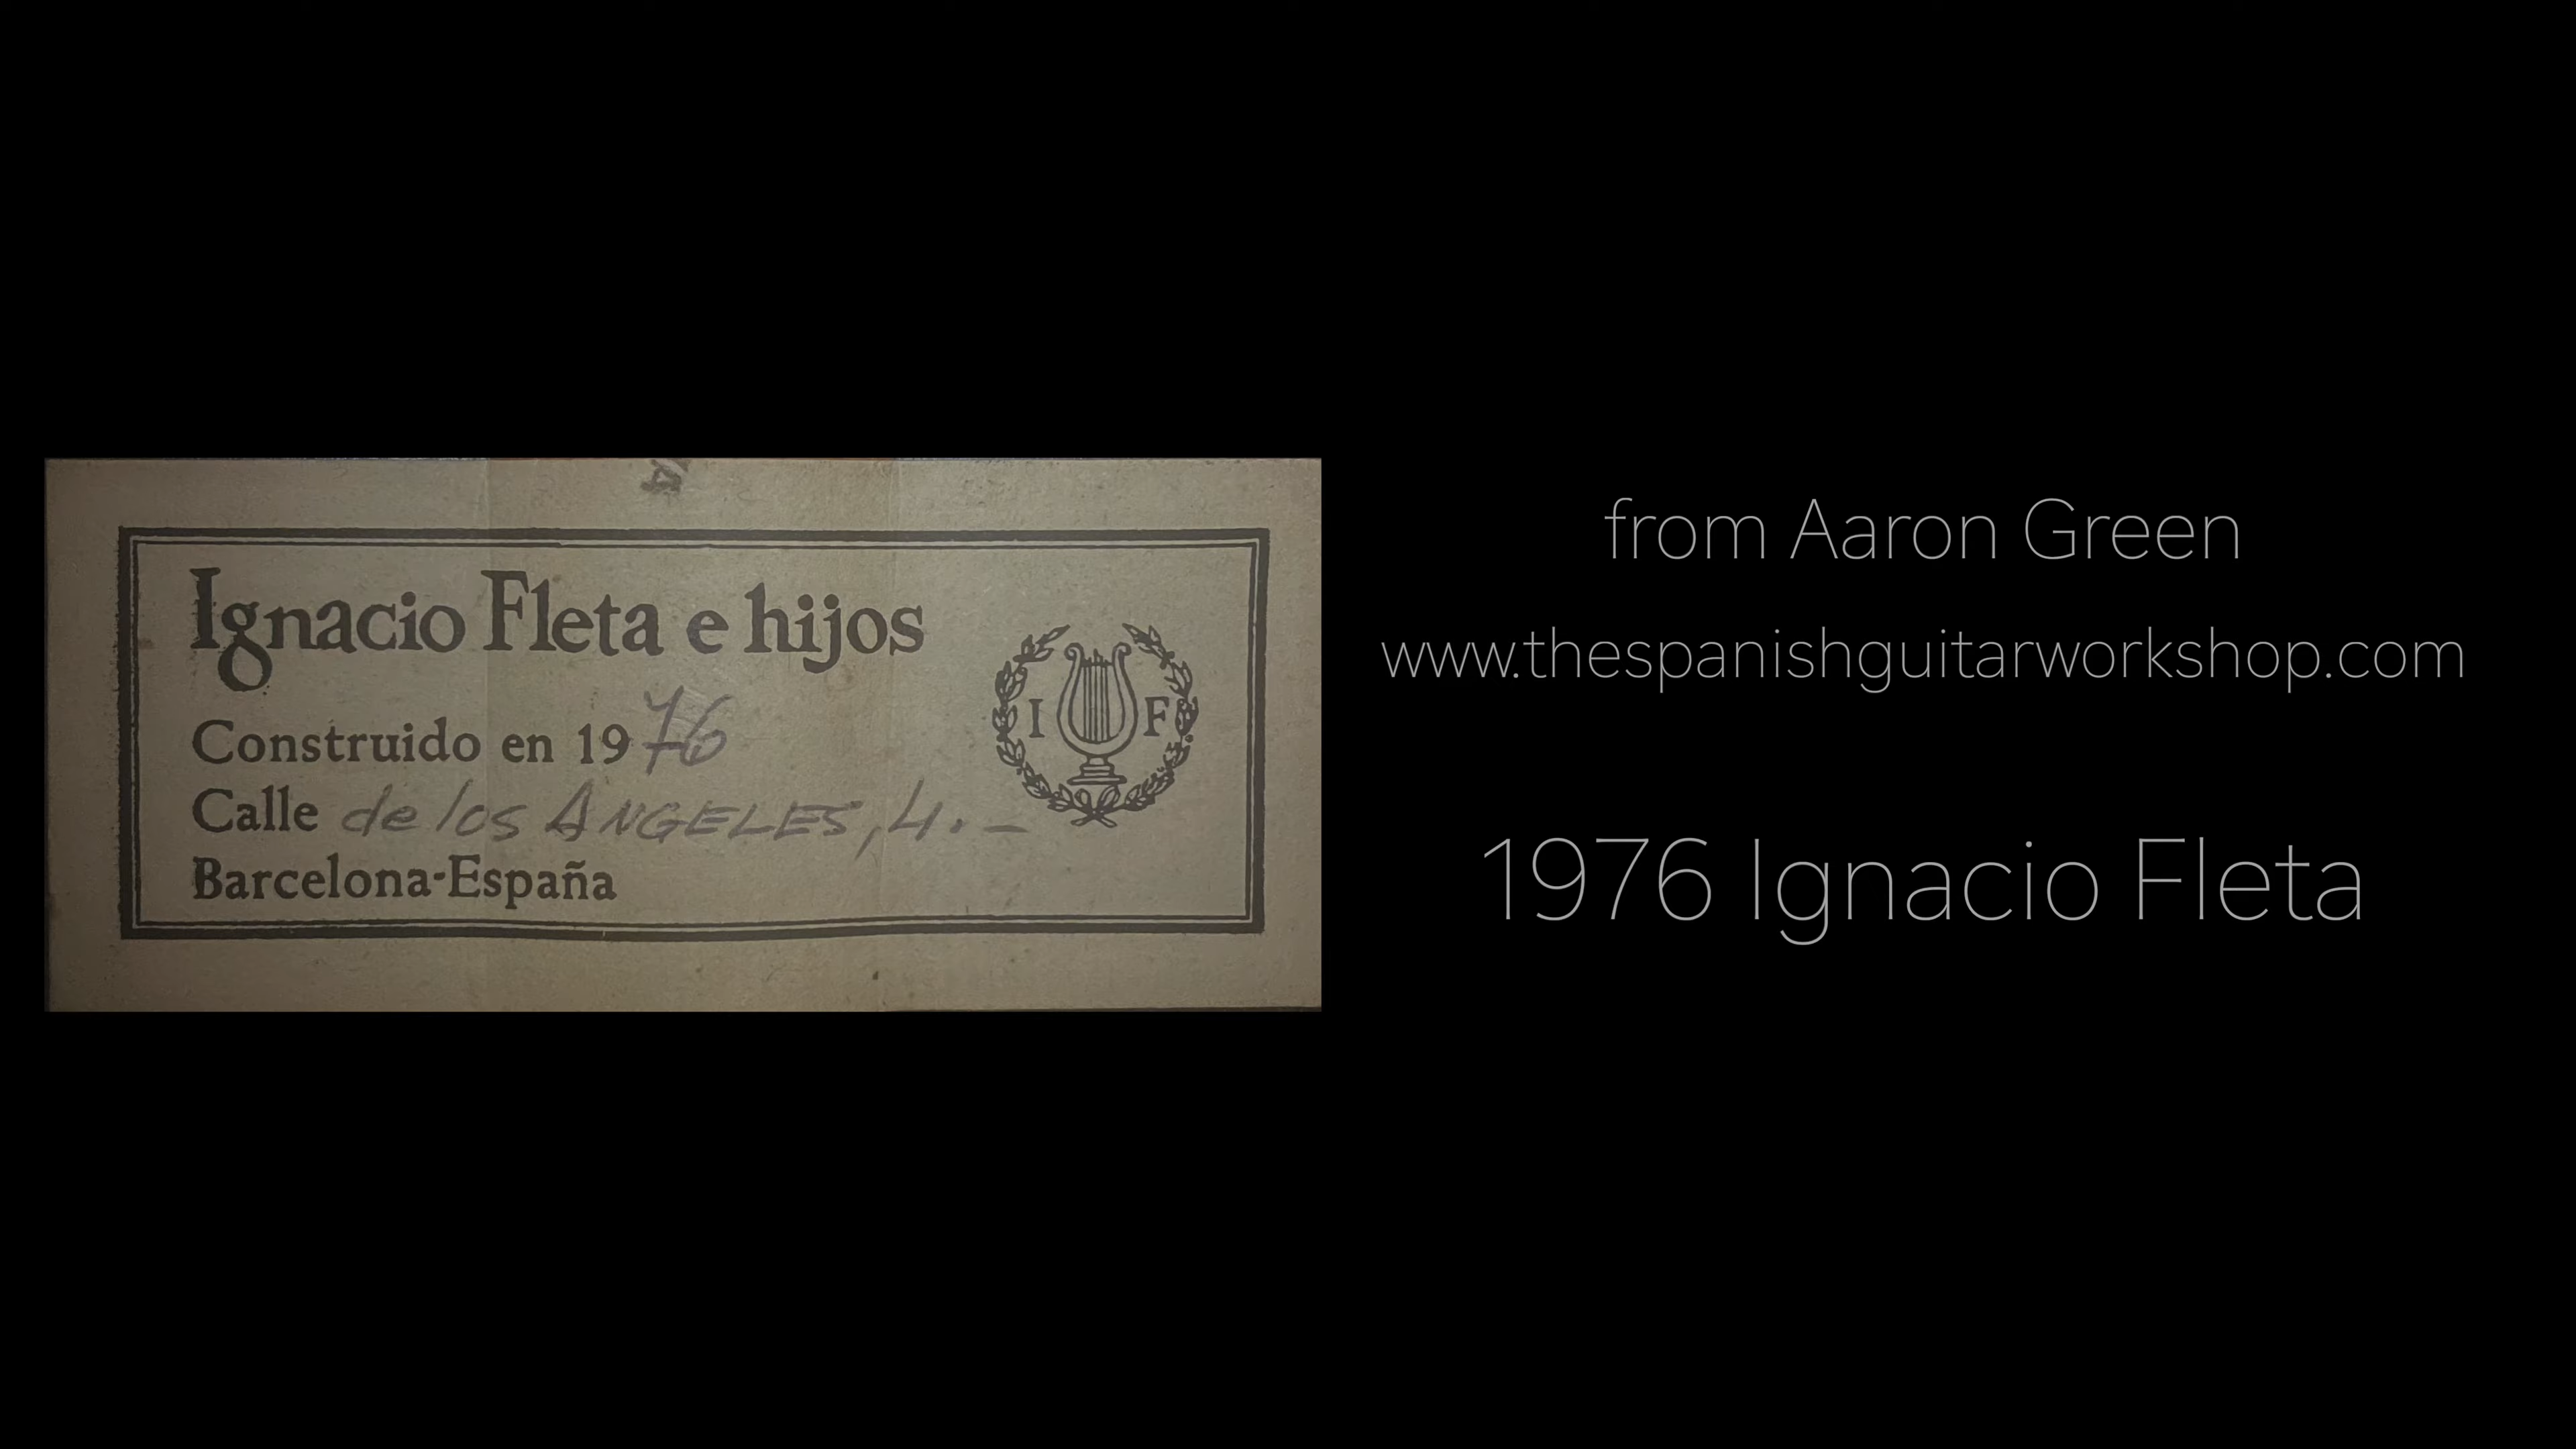 Ignacio Fleta e hijos
Construido en 1976
Calle de los ANGELES, 4.-
Barcelona-España
I F
from Aaron Green
www.thespanishguitarworkshop.com
1976 Ignacio Fleta